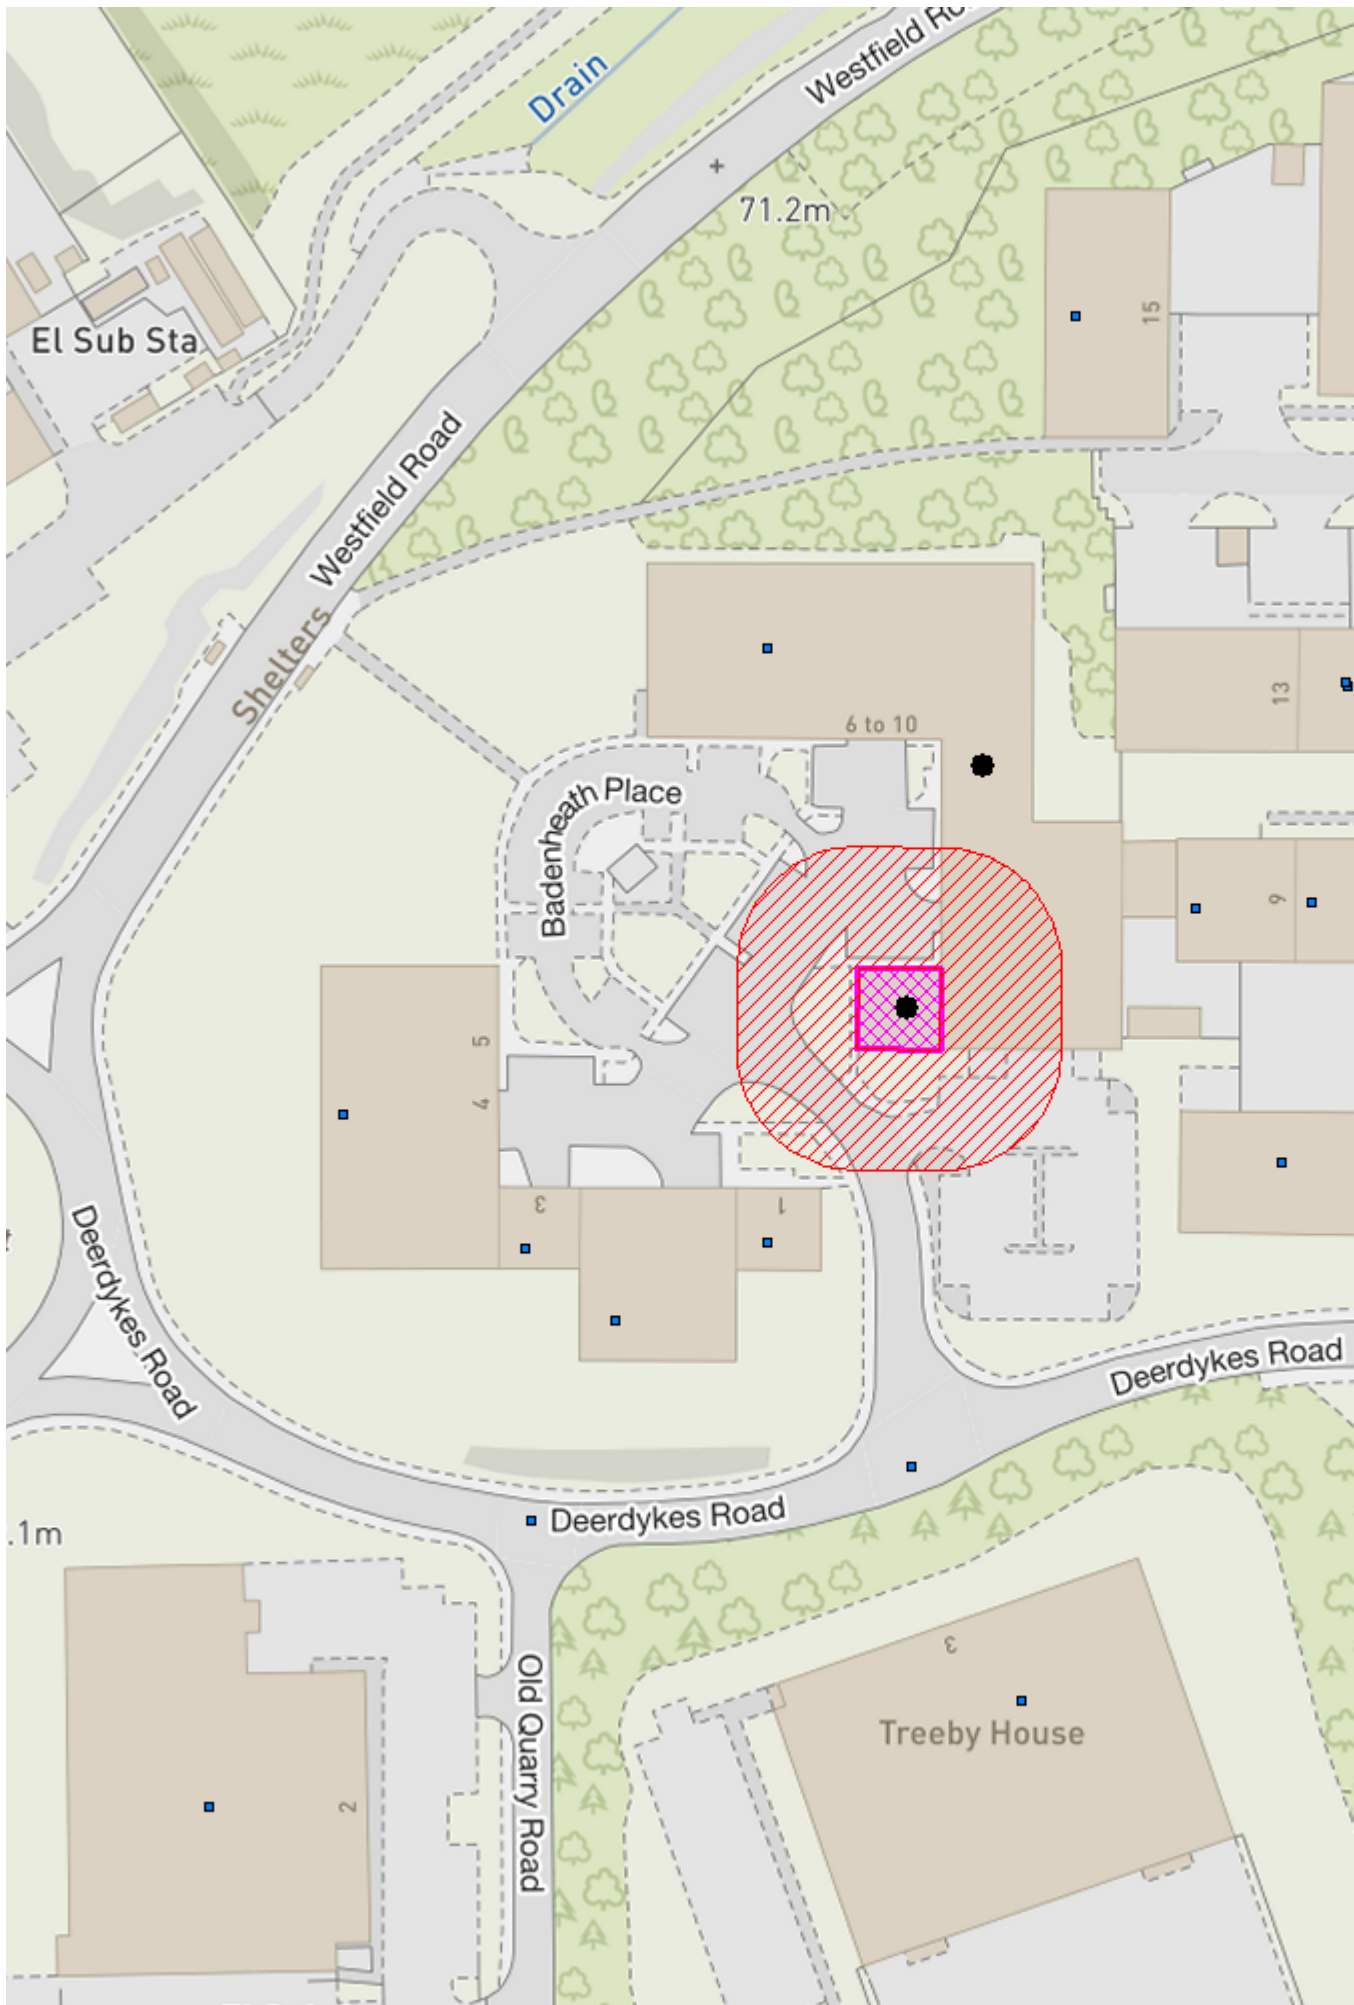 Westfield Ro
Drain
71.2m
15
El Sub Sta
Westfield Road
Shelters
13
6 to 10
Badenheath Place
9
5
4
3
1
Deerdykes Road
Deerdykes Road
Deerdykes Road
.1m
3
Old Quarry Road
Treeby House
2